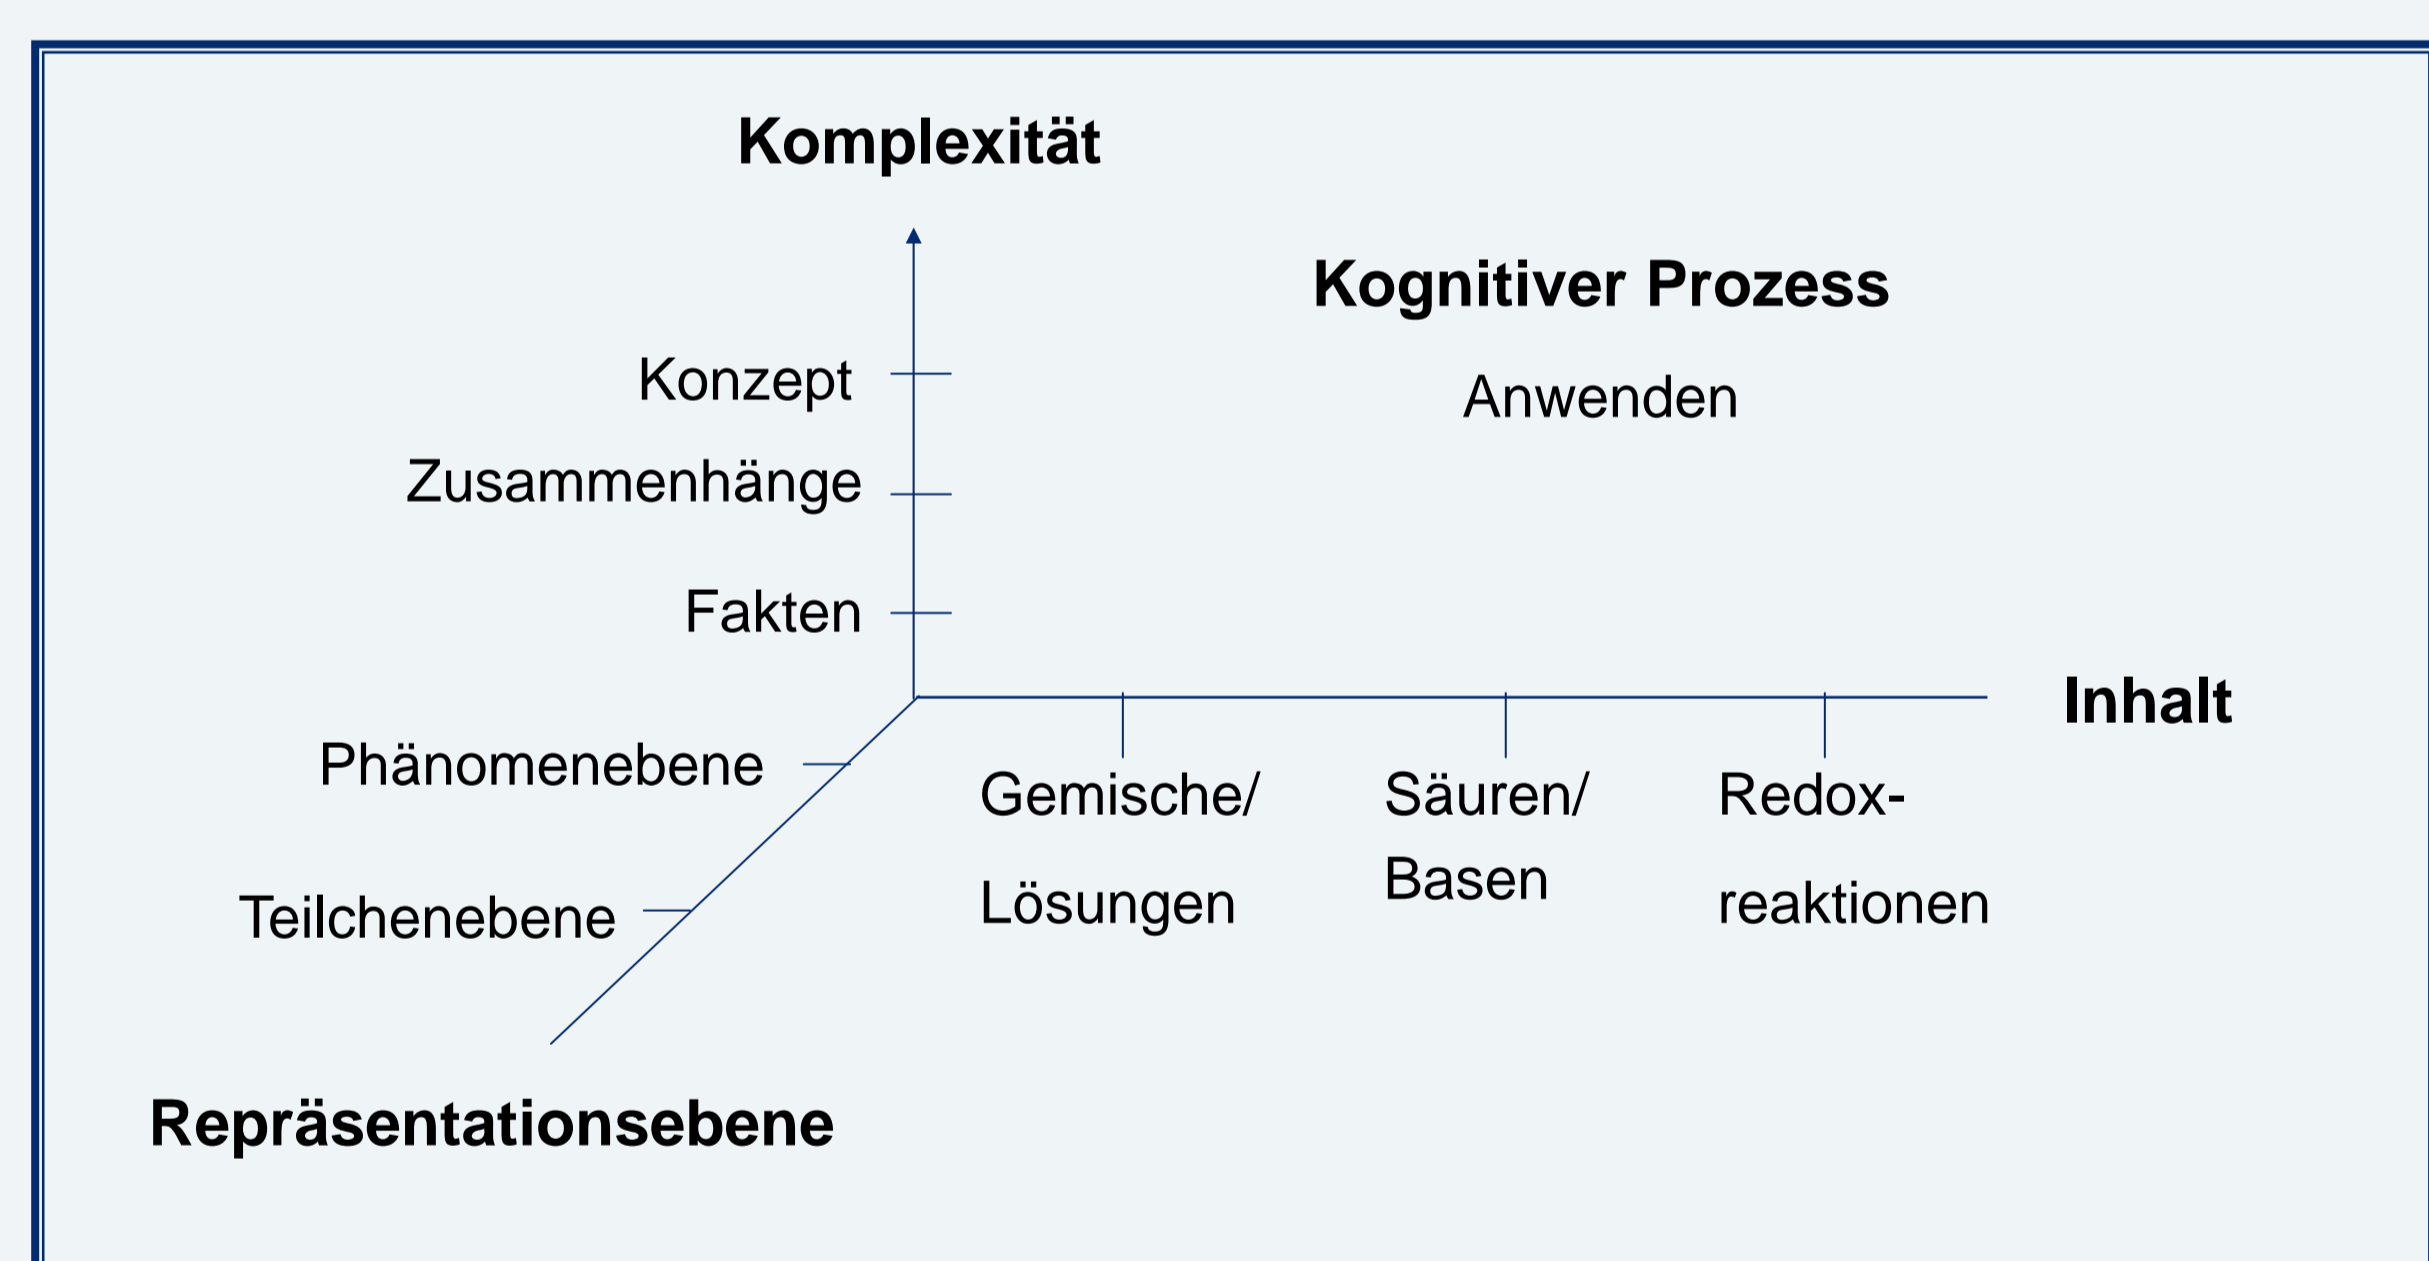 Komplexität
Kognitiver Prozess
Konzept
Anwenden
Zusammenhänge
Fakten
Inhalt
Phänomenebene
Gemische/
Lösungen
Säuren/
Basen
Redox-
reaktionen
Teilchenebene
Repräsentationsebene